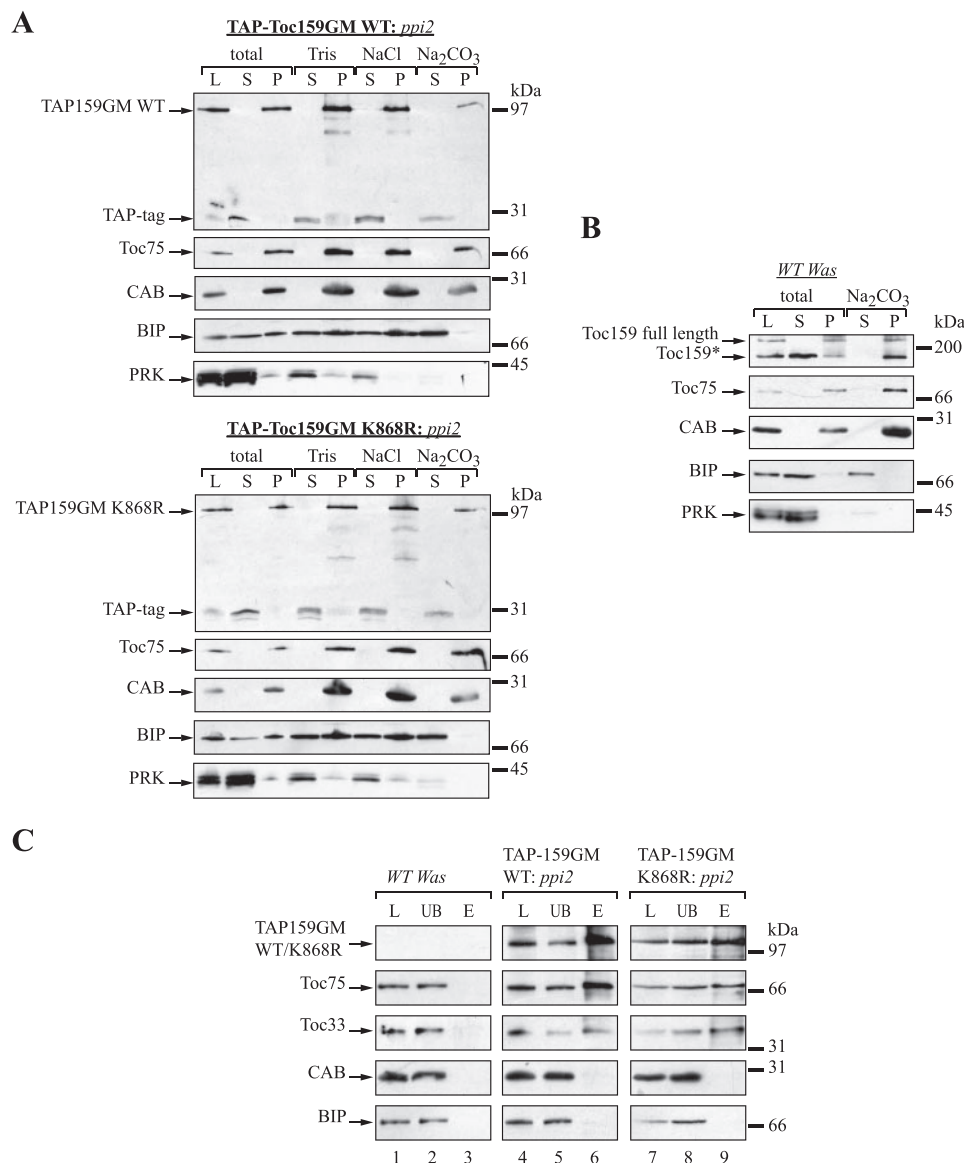 A
TAP-Toc159GM WT: ppi2
total Tris NaCl Na2CO3
L S P S P S P S P
kDa
TAP159GM WT 97
TAP-tag 31
Toc75 66
CAB 31
BIP 66
PRK 45
TAP-Toc159GM K868R: ppi2
total Tris NaCl Na2CO3
L S P S P S P S P
kDa
TAP159GM K868R 97
TAP-tag 31
Toc75 66
CAB 31
BIP 66
PRK 45
B
WT Was
total Na2CO3
L S P S P
kDa
Toc159 full length
Toc159* 200
Toc75 66
CAB 31
BIP 66
PRK 45
C
WT Was
TAP-159GM
WT: ppi2
TAP-159GM
K868R: ppi2
L UB E L UB E L UB E
kDa
TAP159GM
WT/K868R 97
Toc75 66
Toc33 31
CAB 31
BIP 66
1 2 3 4 5 6 7 8 9